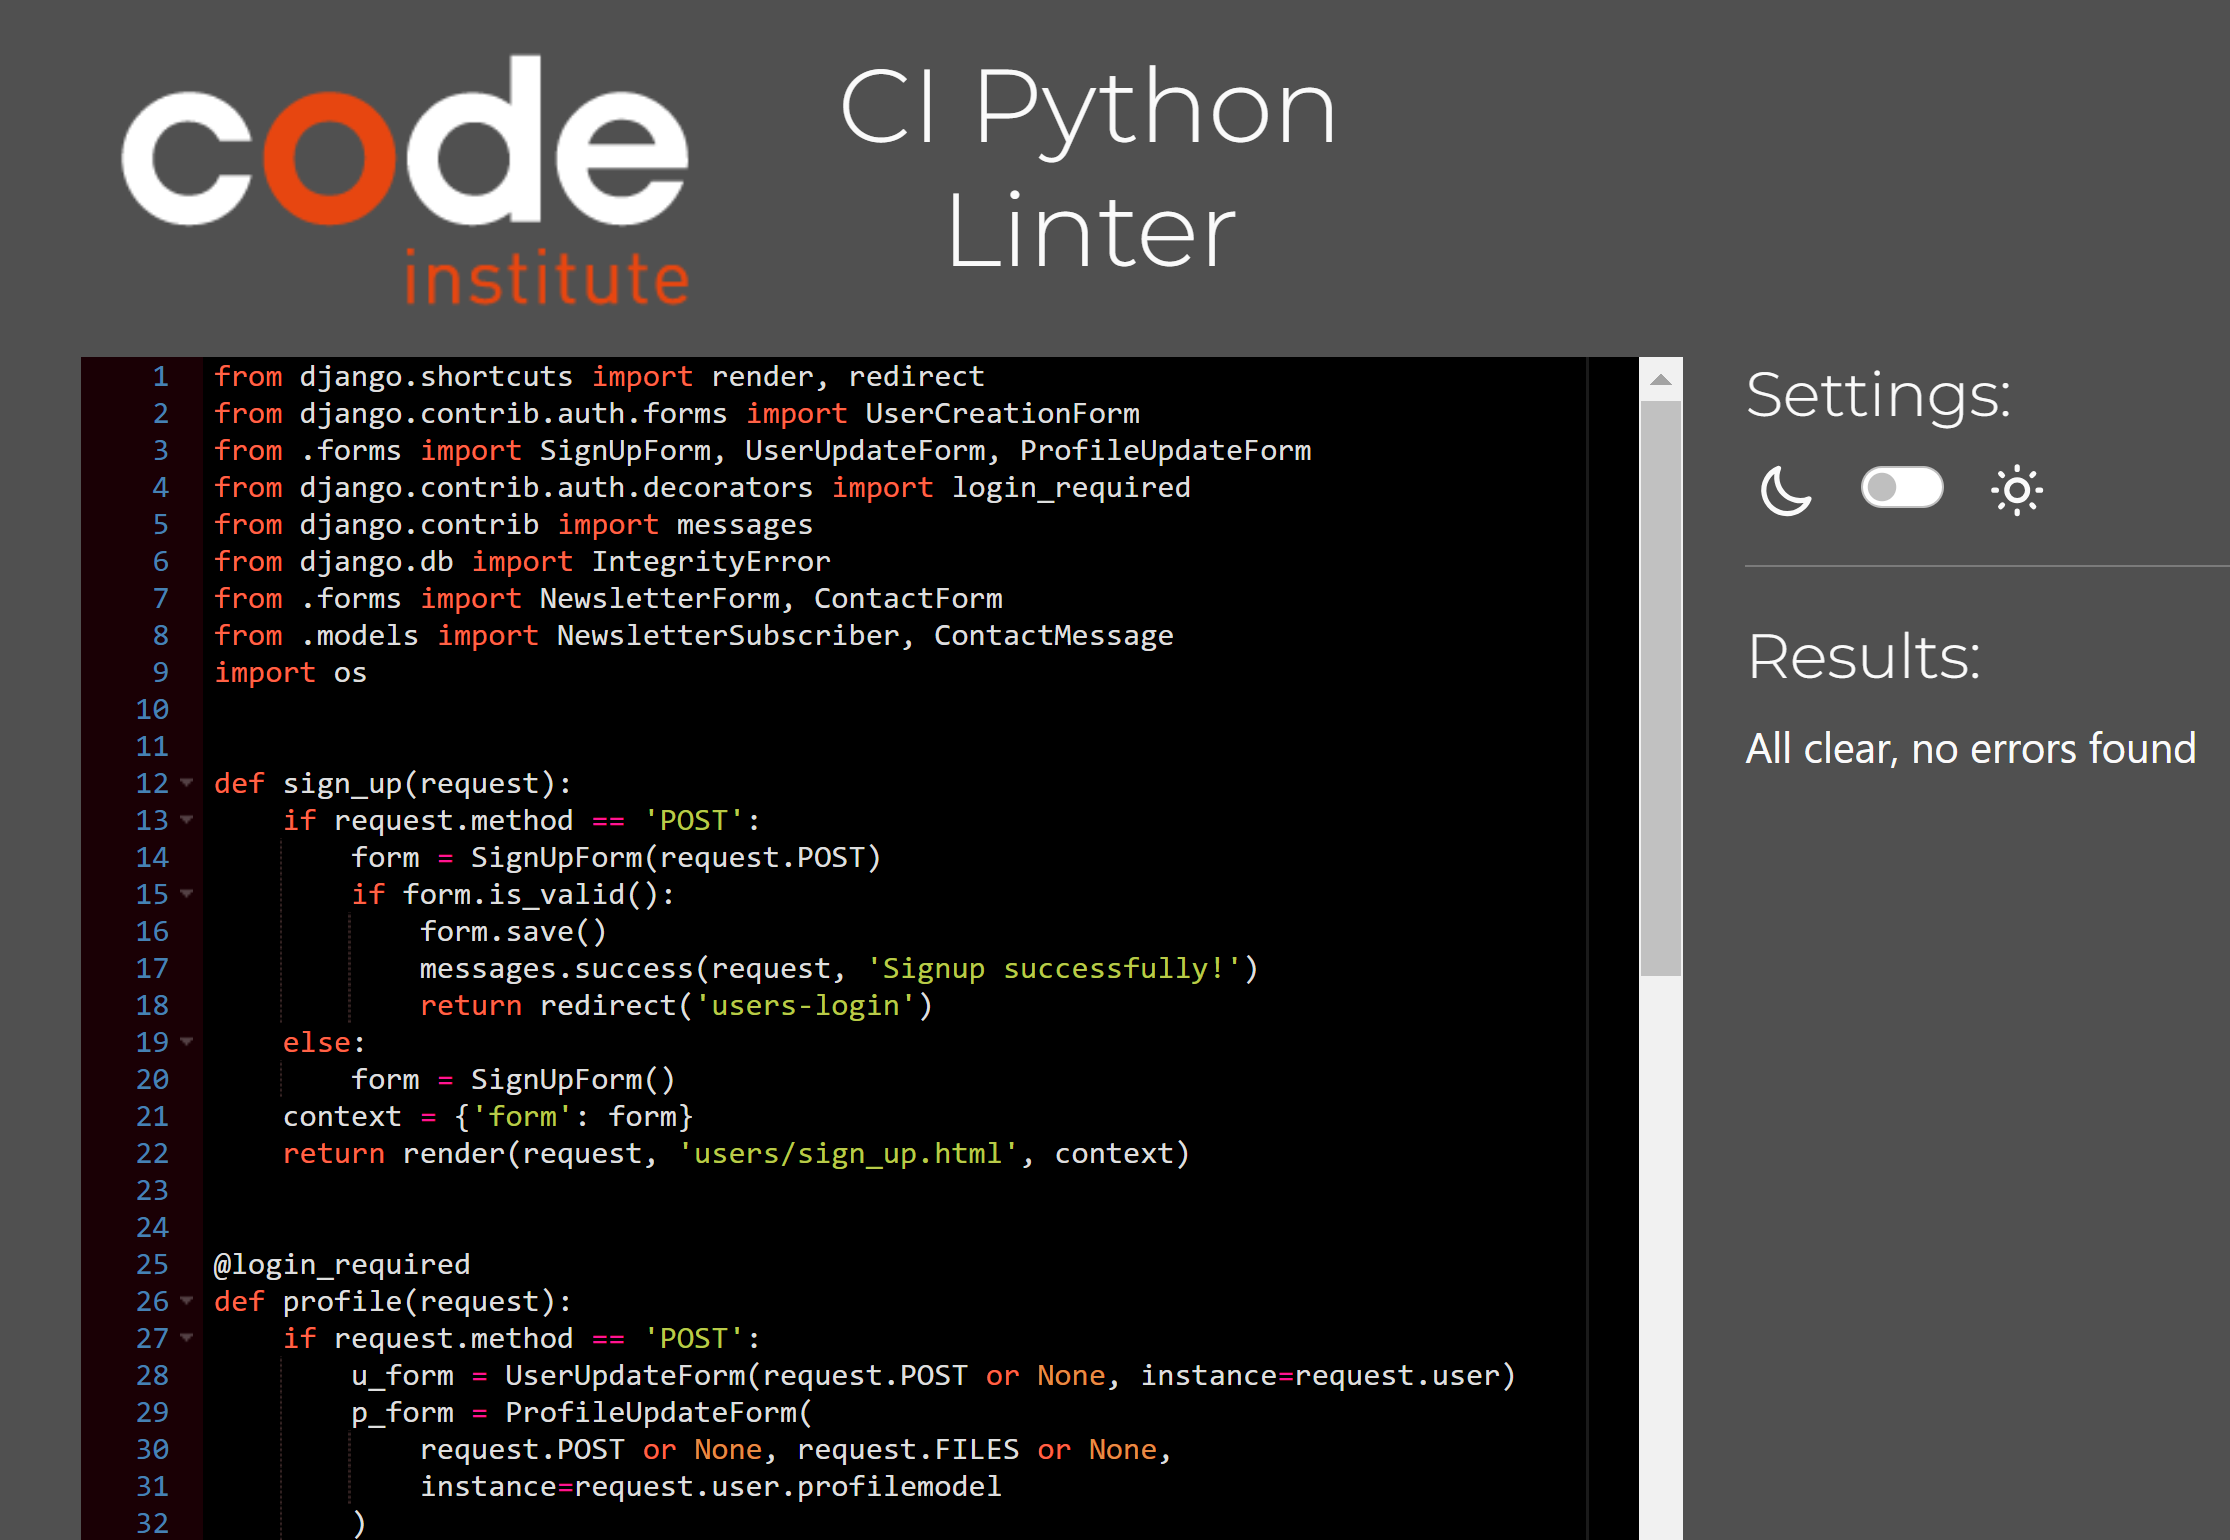 code
institute
CI Python
Linter
1 from django.shortcuts import render, redirect
2 from django.contrib.auth.forms import UserCreationForm
3 from .forms import SignUpForm, UserUpdateForm, ProfileUpdateForm
4 from django.contrib.auth.decorators import login_required
5 from django.contrib import messages
6 from django.db import IntegrityError
7 from .forms import NewsletterForm, ContactForm
8 from .models import NewsletterSubscriber, ContactMessage
9 import os
10
11
12 def sign_up(request):
13     if request.method == 'POST':
14         form = SignUpForm(request.POST)
15         if form.is_valid():
16             form.save()
17             messages.success(request, 'Signup successfully!')
18             return redirect('users-login')
19     else:
20         form = SignUpForm()
21     context = {'form': form}
22     return render(request, 'users/sign_up.html', context)
23
24
25 @login_required
26 def profile(request):
27     if request.method == 'POST':
28         u_form = UserUpdateForm(request.POST or None, instance=request.user)
29         p_form = ProfileUpdateForm(
30             request.POST or None, request.FILES or None,
31             instance=request.user.profilemodel
32         )
Settings:
Results:
All clear, no errors found